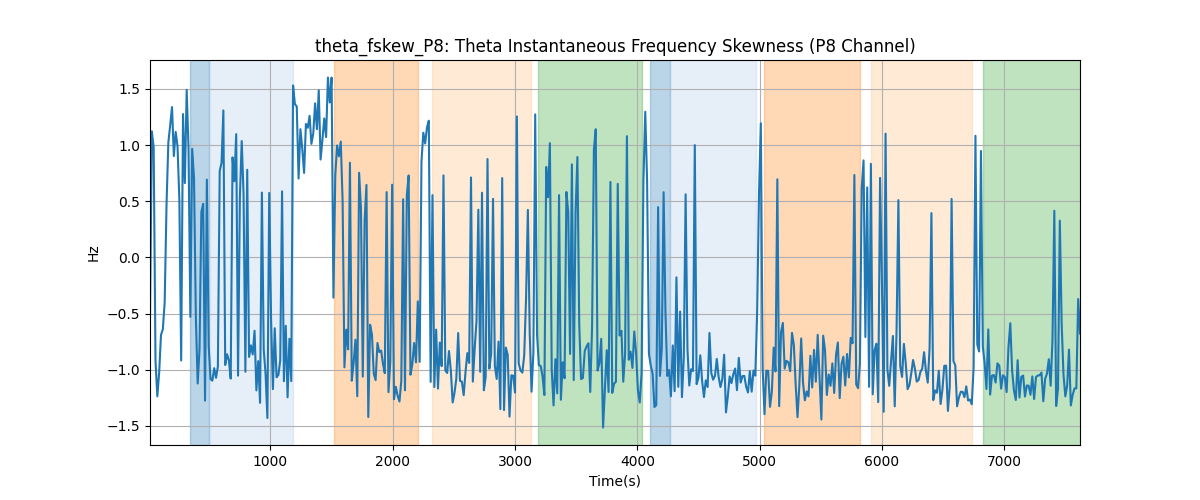 theta_fskew_P8: Theta Instantaneous Frequency Skewness (P8 Channel)
1.5
1.0
0.5
0.0
−0.5
−1.0
−1.5
Hz
1000 2000 3000 4000 5000 6000 7000
Time(s)